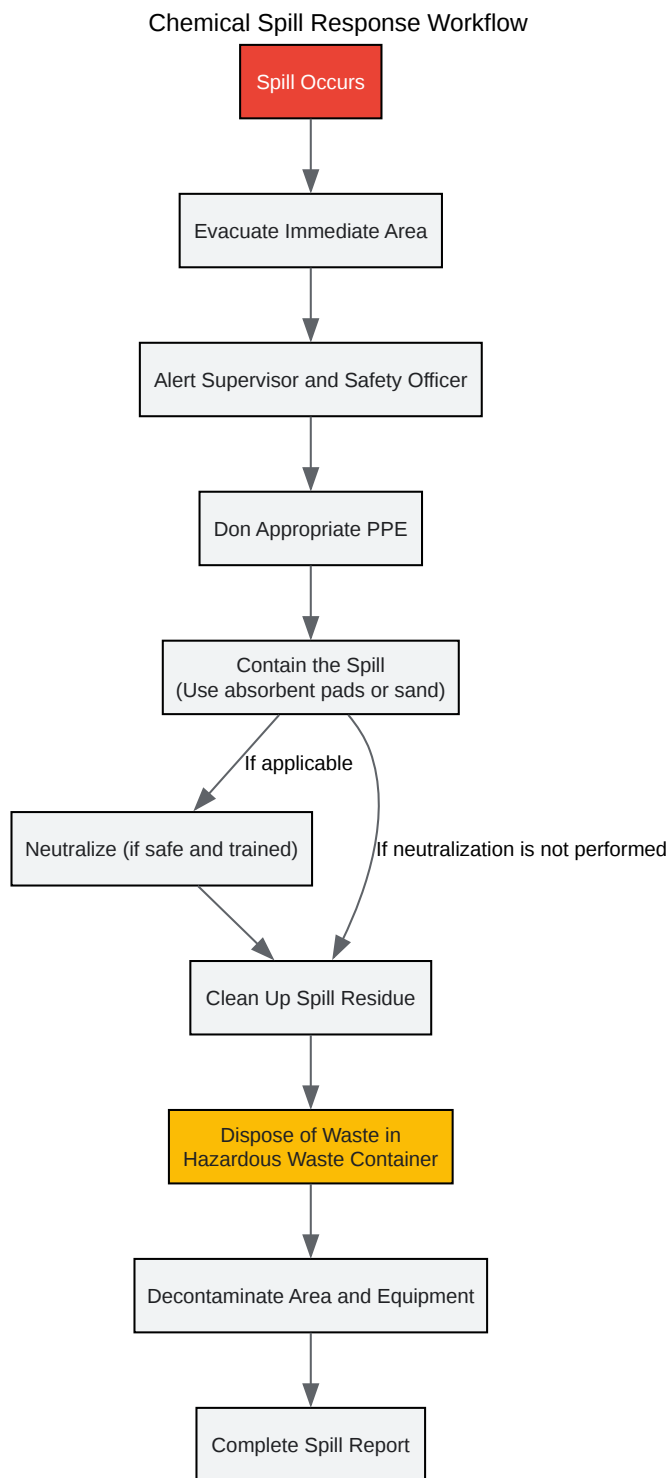 Chemical Spill Response Workflow
Spill Occurs
Evacuate Immediate Area
Alert Supervisor and Safety Officer
Don Appropriate PPE
Contain the Spill
(Use absorbent pads or sand)
If applicable
Neutralize (if safe and trained)
If neutralization is not performed
Clean Up Spill Residue
Dispose of Waste in
Hazardous Waste Container
Decontaminate Area and Equipment
Complete Spill Report